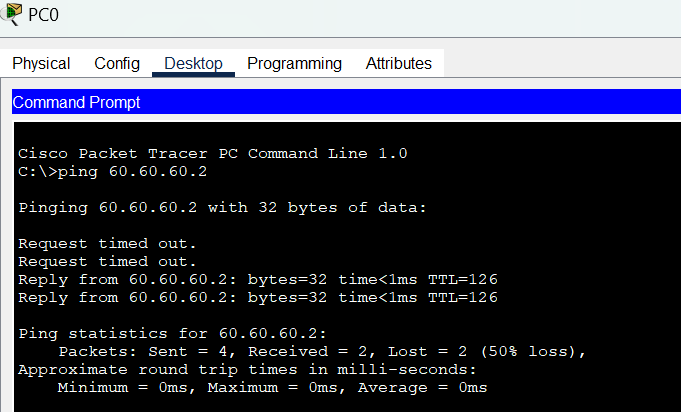 PC0
Physical Config Desktop Programming Attributes
Command Prompt
Cisco Packet Tracer PC Command Line 1.0
C:\>ping 60.60.60.2
Pinging 60.60.60.2 with 32 bytes of data:
Request timed out.
Request timed out.
Reply from 60.60.60.2: bytes=32 time<1ms TTL=126
Reply from 60.60.60.2: bytes=32 time<1ms TTL=126
Ping statistics for 60.60.60.2:
Packets: Sent = 4, Received = 2, Lost = 2 (50% loss),
Approximate round trip times in milli-seconds:
Minimum = 0ms, Maximum = 0ms, Average = 0ms